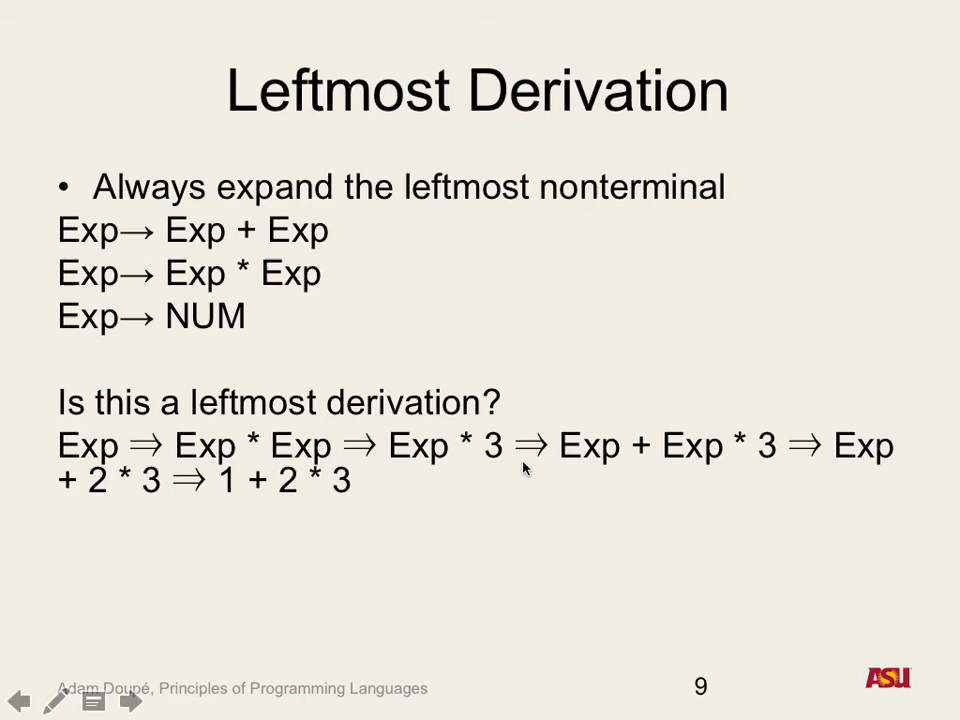 Leftmost Derivation
• Always expand the leftmost nonterminal
Exp→ Exp + Exp
Exp→ Exp * Exp
Exp→ NUM
Is this a leftmost derivation?
Exp ⇒ Exp * Exp ⇒ Exp * 3 ⇒ Exp + Exp * 3 ⇒ Exp
+ 2 * 3 ⇒ 1 + 2 * 3
Adam Doupé, Principles of Programming Languages
9
ASU